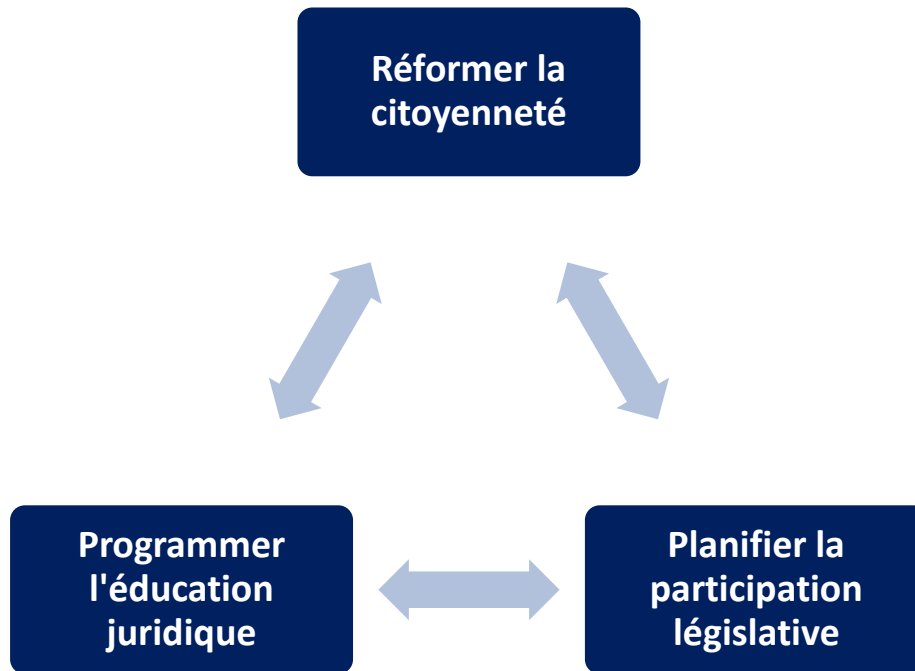 Réformer la
citoyenneté
Programmer
l'éducation
juridique
Planifier la
participation
législative